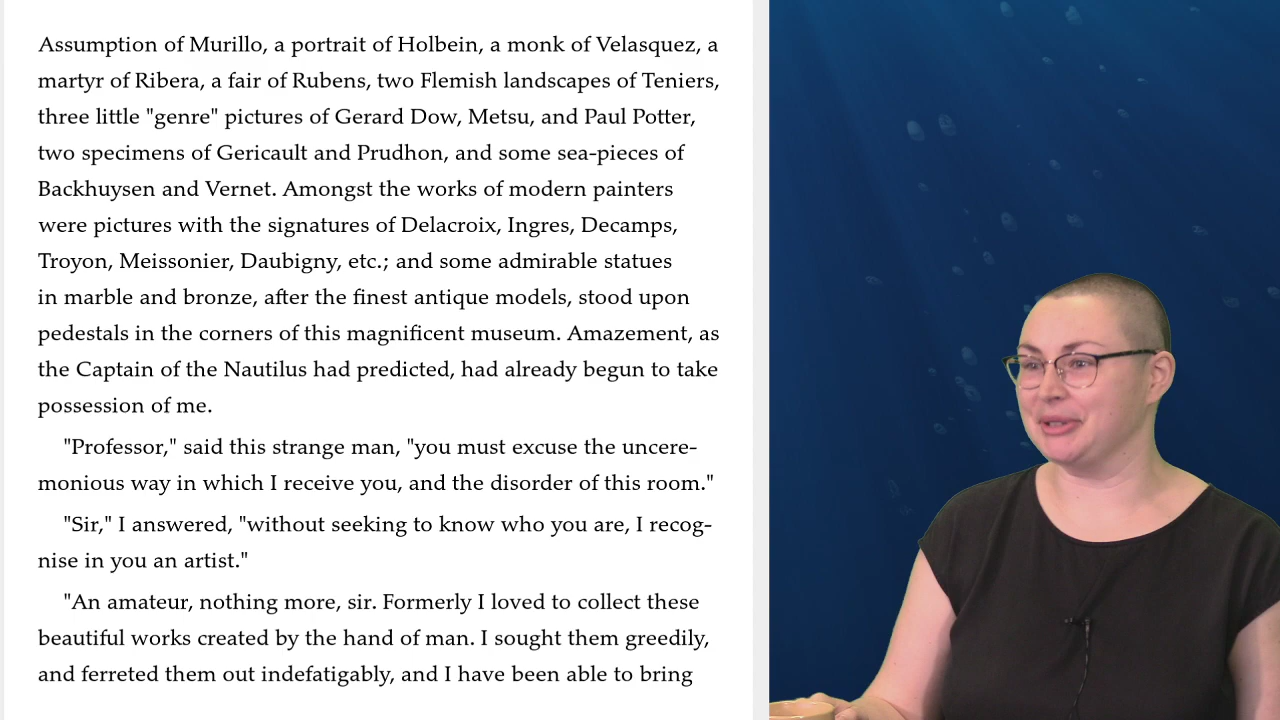 Assumption of Murillo, a portrait of Holbein, a monk of Velasquez, a
martyr of Ribera, a fair of Rubens, two Flemish landscapes of Teniers,
three little "genre" pictures of Gerard Dow, Metsu, and Paul Potter,
two specimens of Gericault and Prudhon, and some sea-pieces of
Backhuysen and Vernet. Amongst the works of modern painters
were pictures with the signatures of Delacroix, Ingres, Decamps,
Troyon, Meissonier, Daubigny, etc.; and some admirable statues
in marble and bronze, after the finest antique models, stood upon
pedestals in the corners of this magnificent museum. Amazement, as
the Captain of the Nautilus had predicted, had already begun to take
possession of me.
"Professor," said this strange man, "you must excuse the uncere-
monious way in which I receive you, and the disorder of this room."
"Sir," I answered, "without seeking to know who you are, I recog-
nise in you an artist."
"An amateur, nothing more, sir. Formerly I loved to collect these
beautiful works created by the hand of man. I sought them greedily,
and ferreted them out indefatigably, and I have been able to bring